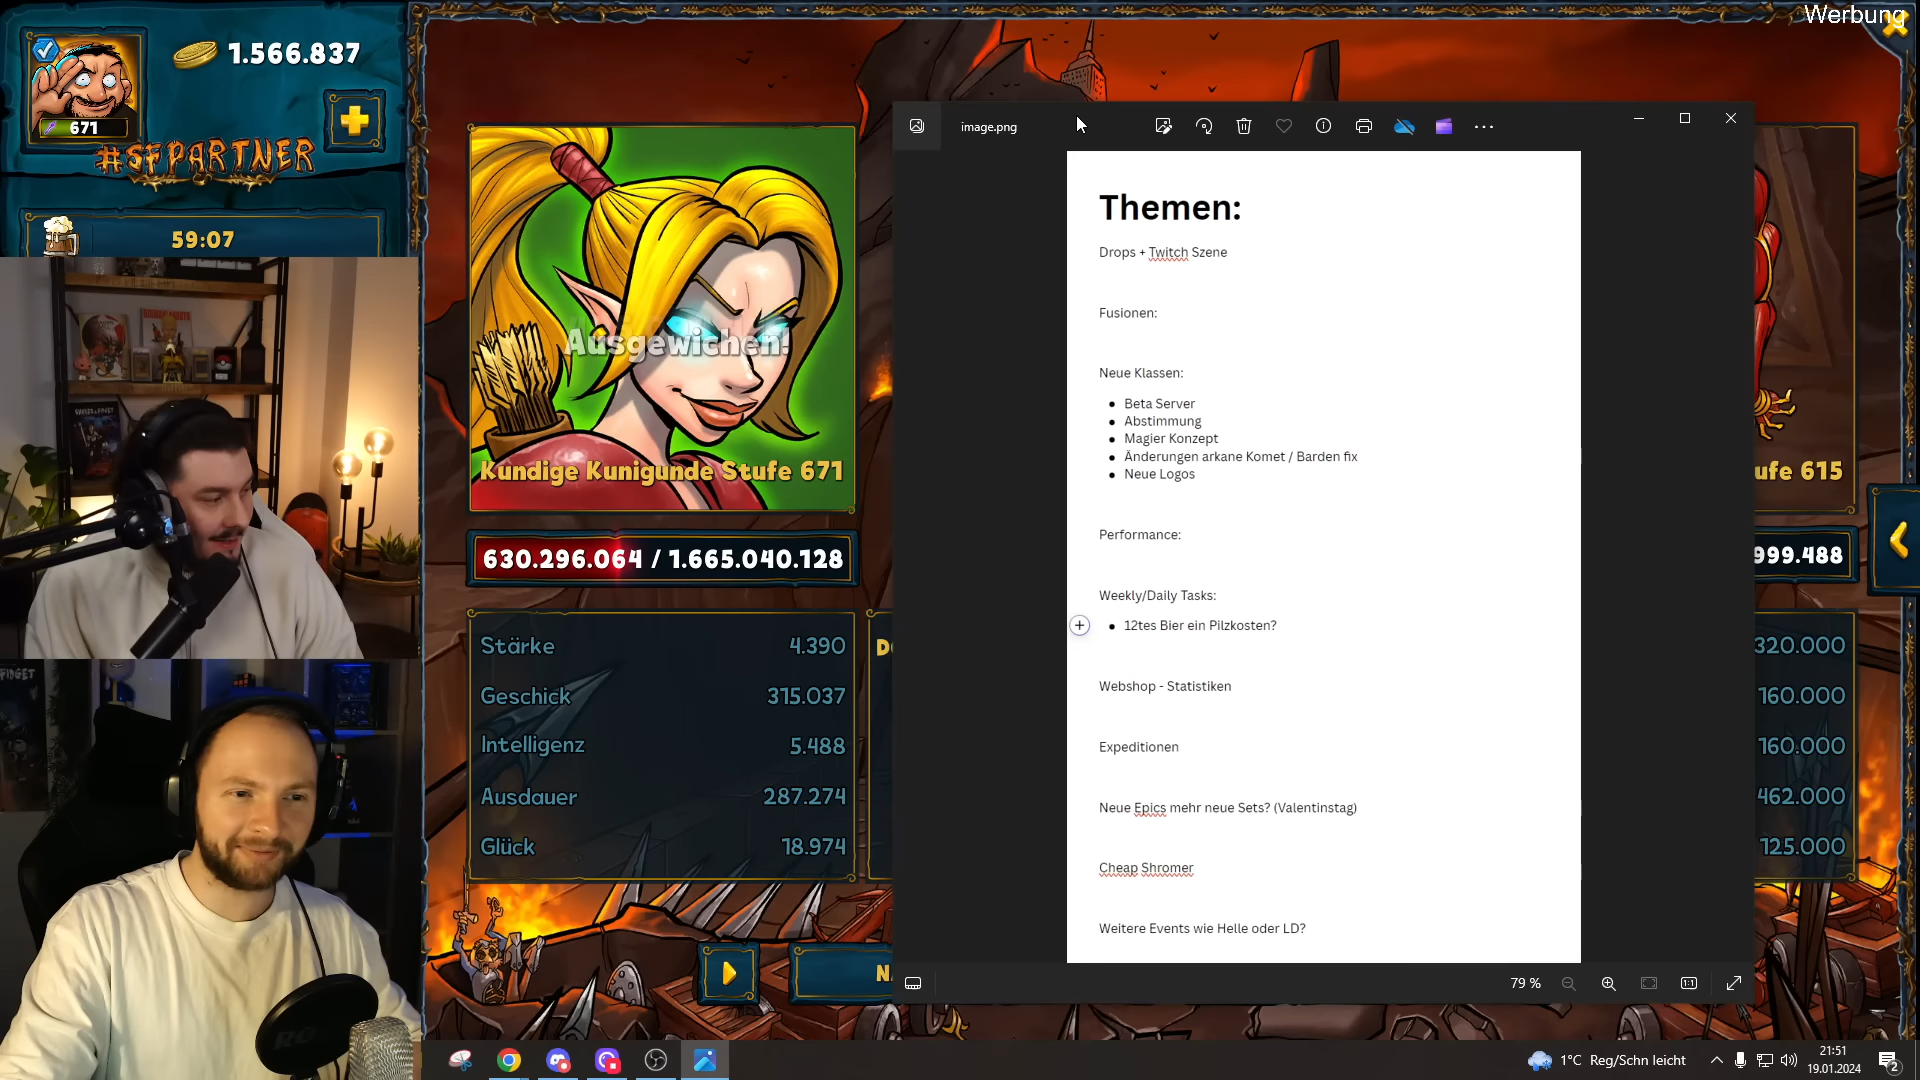 Werbung
1.566.837
671
#SFPARTNER
59:07
Ausgewichen!
Kundige Kunigunde Stufe 671
630.296.064 / 1.665.040.128
Stärke 4.390
Geschick 315.037
Intelligenz 5.488
Ausdauer 287.274
Glück 18.974
image.png
Themen:
Drops + Twitch Szene
Fusionen:
Neue Klassen:
Beta Server
Abstimmung
Magier Konzept
Änderungen arkane Komet / Barden fix
Neue Logos
Performance:
Weekly/Daily Tasks:
12tes Bier ein Pilzkosten?
Webshop - Statistiken
Expeditionen
Neue Epics mehr neue Sets? (Valentinstag)
Cheap Shromer
Weitere Events wie Helle oder LD?
79 %
1:1
ufe 615
999.488
320.000
160.000
160.000
462.000
125.000
1°C Reg/Schn leicht
21:51
19.01.2024
2